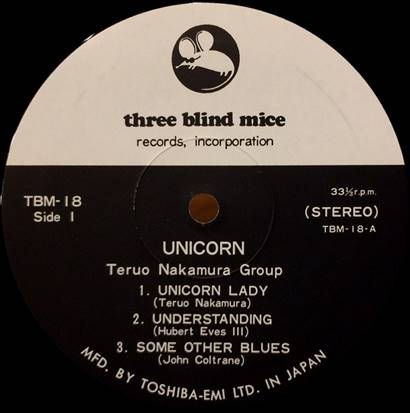 three blind mice
records, incorporation
TBM-18
Side 1
33⅓r.p.m.
(STEREO)
TBM-18-A
UNICORN
Teruo Nakamura Group
1. UNICORN LADY
(Teruo Nakamura)
2. UNDERSTANDING
(Hubert Eves III)
3. SOME OTHER BLUES
(John Coltrane)
MFD. BY TOSHIBA-EMI LTD. IN JAPAN